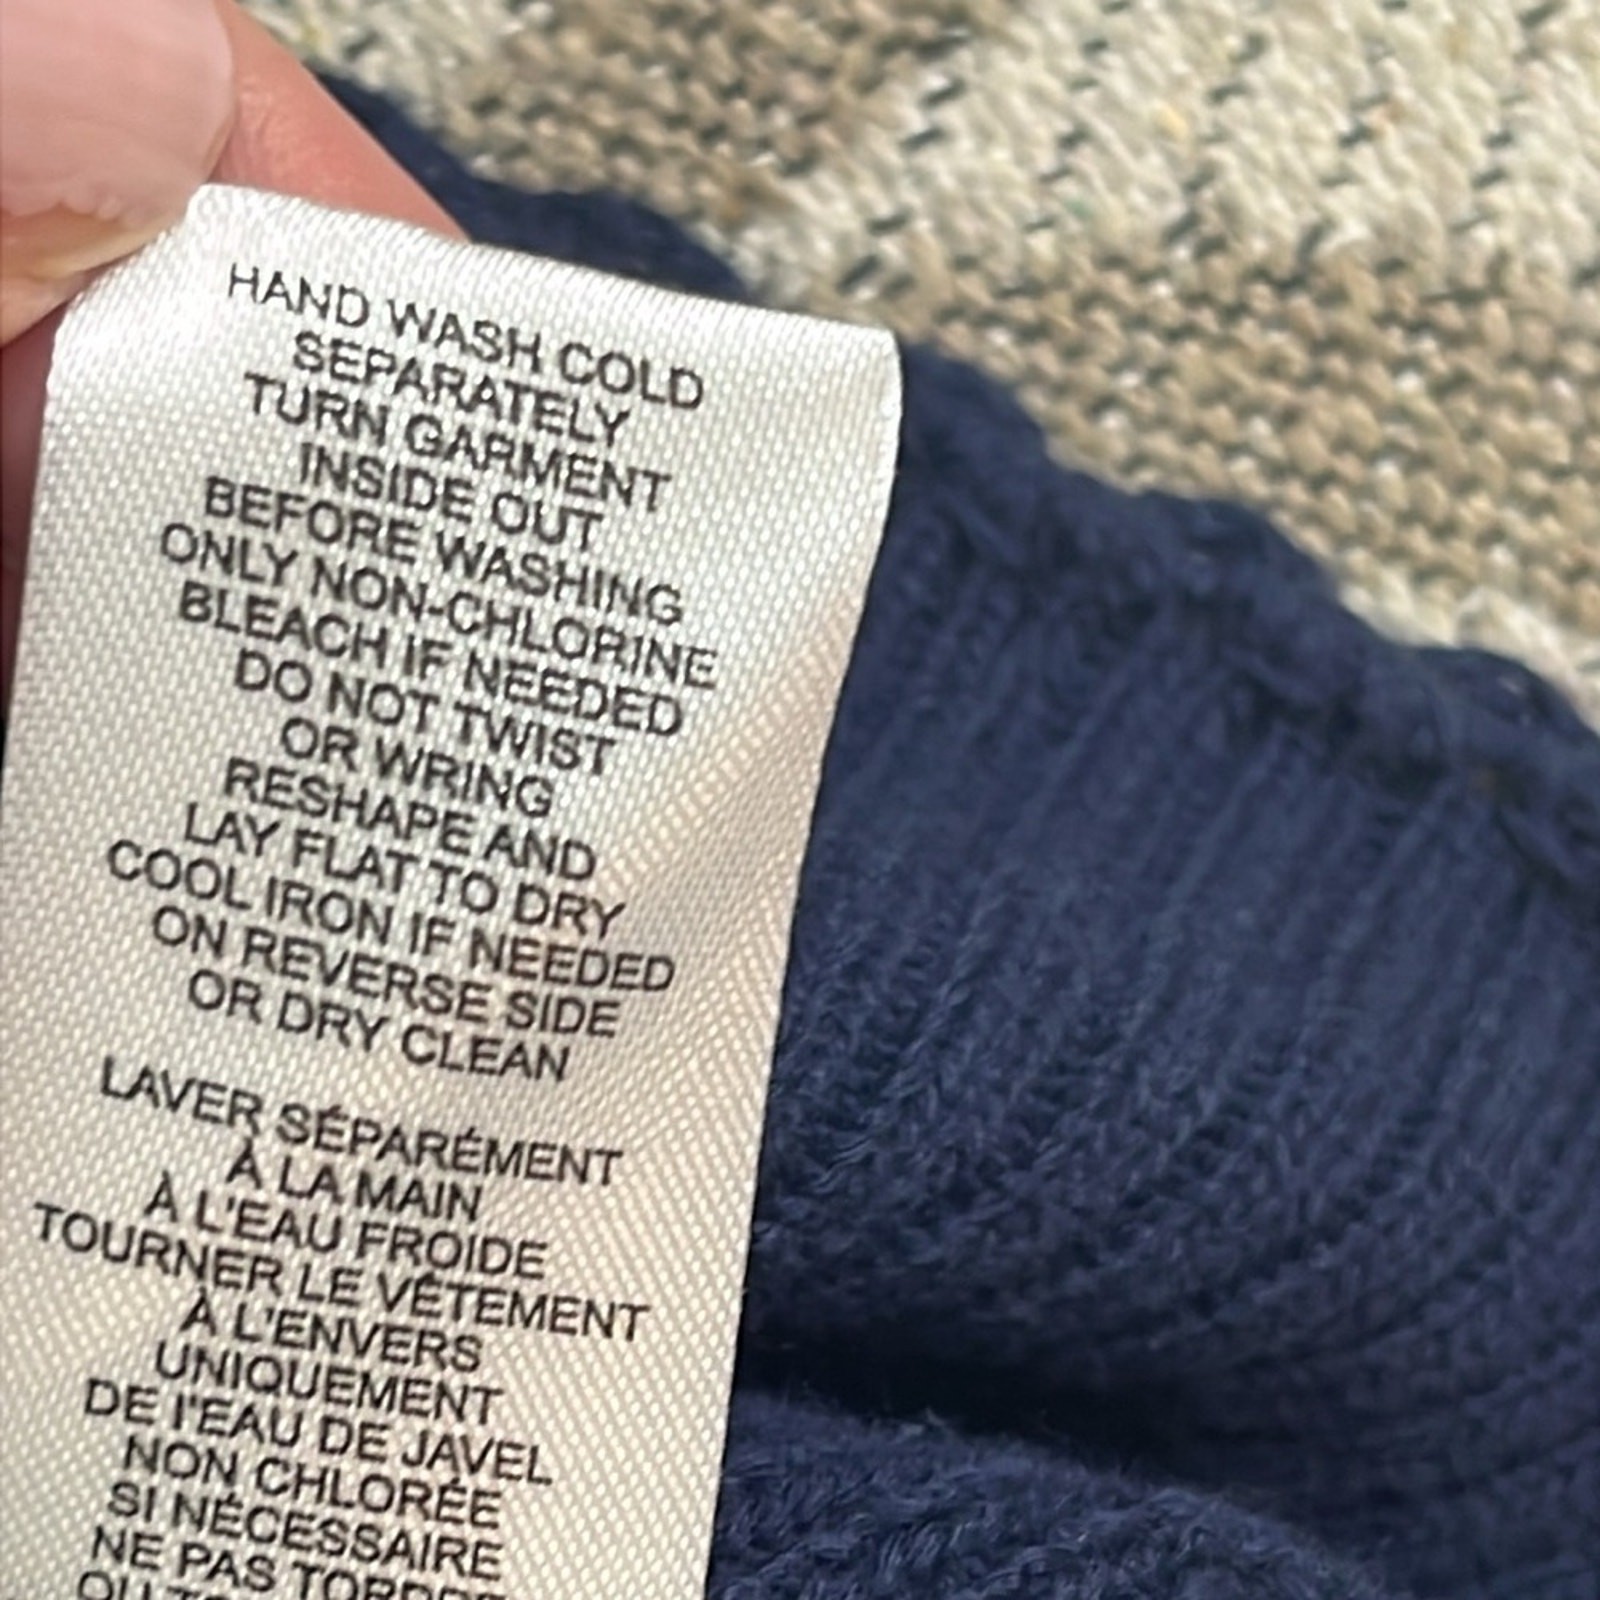 HAND WASH COLD
SEPARATELY
TURN GARMENT
INSIDE OUT
BEFORE WASHING
ONLY NON-CHLORINE
BLEACH IF NEEDED
DO NOT TWIST
OR WRING
RESHAPE AND
LAY FLAT TO DRY
COOL IRON IF NEEDED
ON REVERSE SIDE
OR DRY CLEAN
LAVER SÉPARÉMENT
À LA MAIN
À L'EAU FROIDE
TOURNER LE VÊTEMENT
À L'ENVERS
UNIQUEMENT
DE l'EAU DE JAVEL
NON CHLORÉE
SI NÉCESSAIRE
NE PAS TORDRE
OU